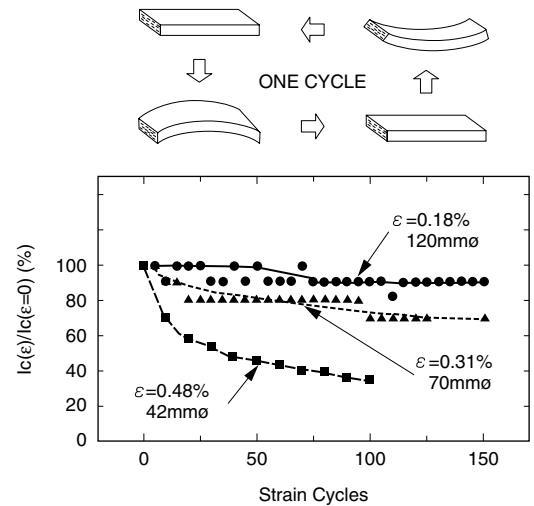 ONE CYCLE
Ic(ε)/Ic(ε=0) (%)
100
80
60
40
20
0
0
50
100
150
Strain Cycles
ε=0.18%
120mmø
ε=0.31%
70mmø
ε=0.48%
42mmø